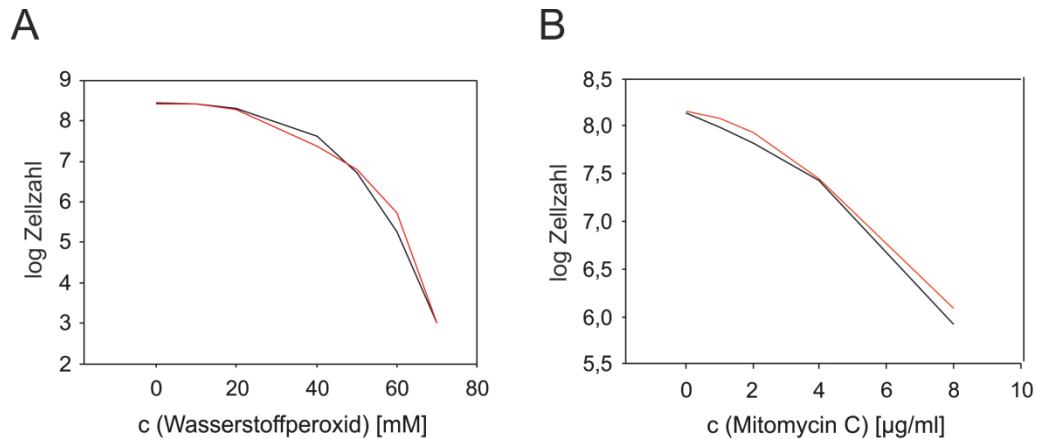 A
9
8
7
6
5
4
3
2
log Zellzahl
0 20 40 60 80
c (Wasserstoffperoxid) [mM]
B
8,5
8,0
7,5
7,0
6,5
6,0
5,5
log Zellzahl
0 2 4 6 8 10
c (Mitomycin C) [µg/ml]